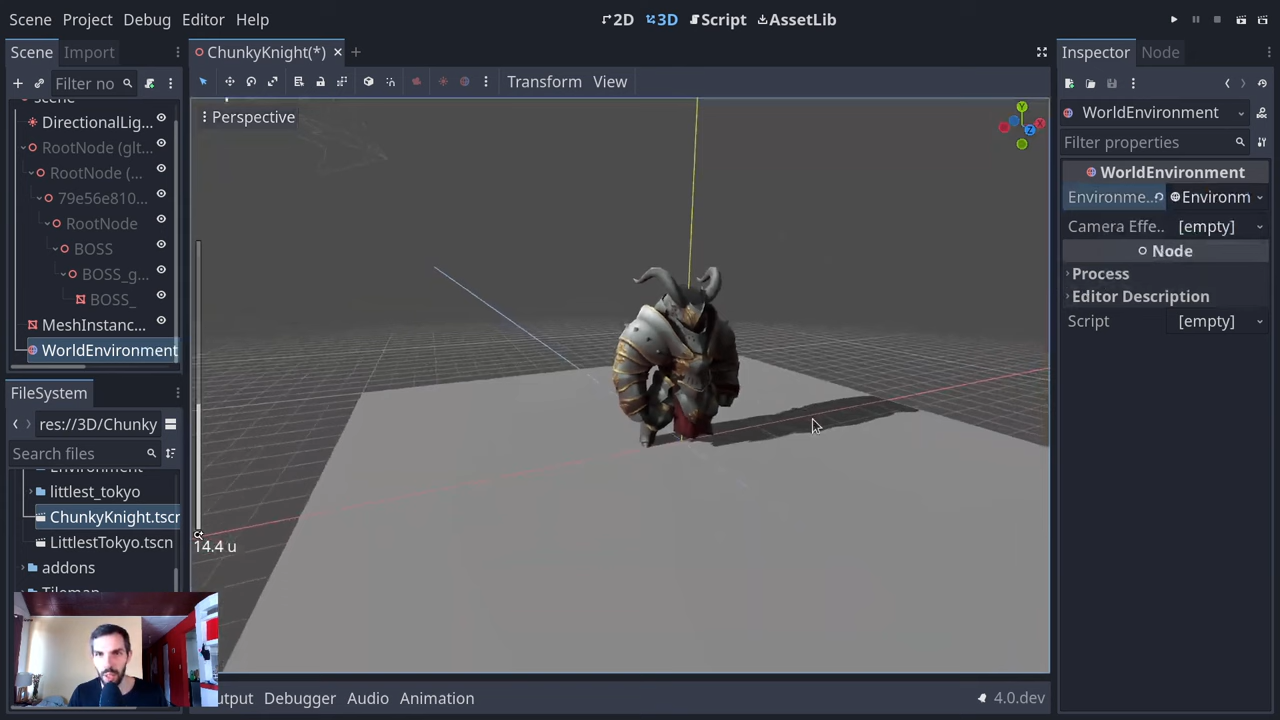 Scene Project Debug Editor Help
2D 3D Script AssetLib
Scene Import
ChunkyKnight(*)
Inspector Node
Filter no
Transform View
DirectionalLig...
RootNode (glt...
RootNode (...
79e56e810...
RootNode
BOSS
BOSS_g...
BOSS_
MeshInstanc...
WorldEnvironment
Perspective
Y
X
Z
14.4 u
WorldEnvironment
Filter properties
WorldEnvironment
Environme... Environm
Camera Effe.. [empty]
Node
Process
Editor Description
Script [empty]
FileSystem
res://3D/Chunky
Search files
littlest_tokyo
ChunkyKnight.tscn
LittlestTokyo.tscn
addons
utput Debugger Audio Animation
4.0.dev